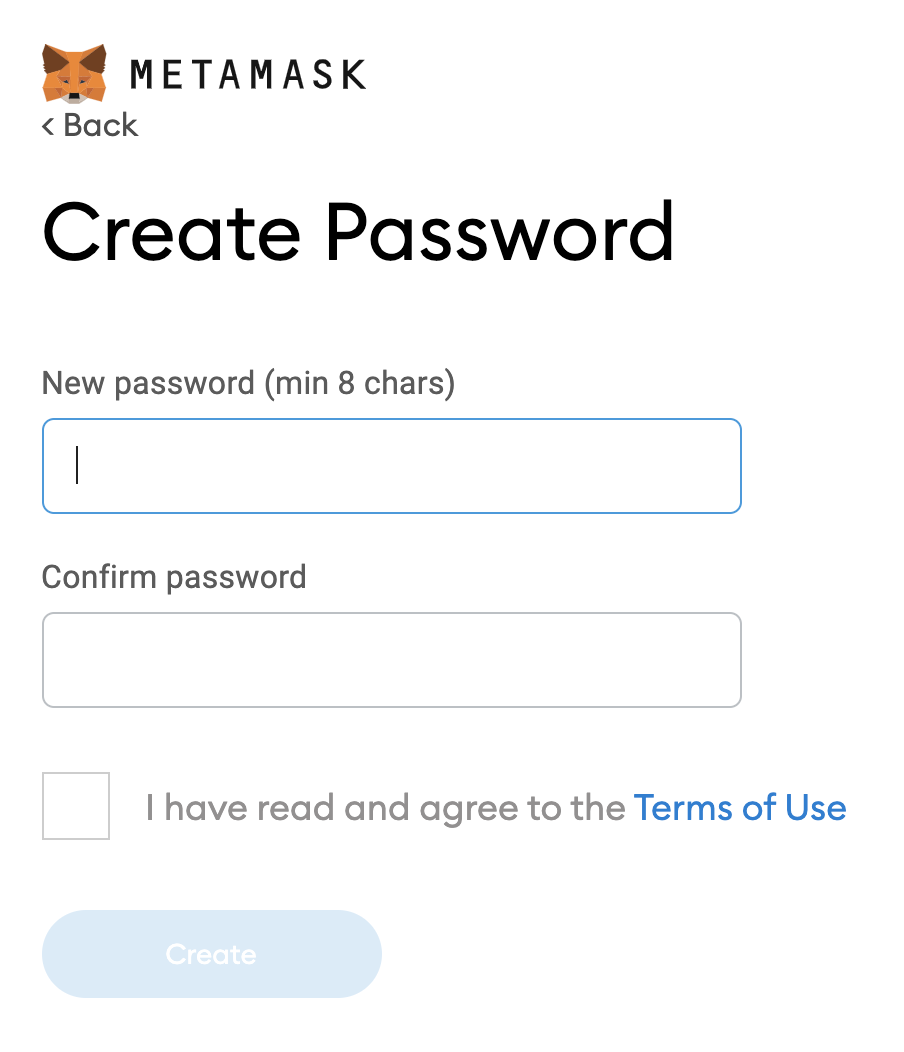 METAMASK
< Back
Create Password
New password (min 8 chars)
Confirm password
I have read and agree to the Terms of Use
Create